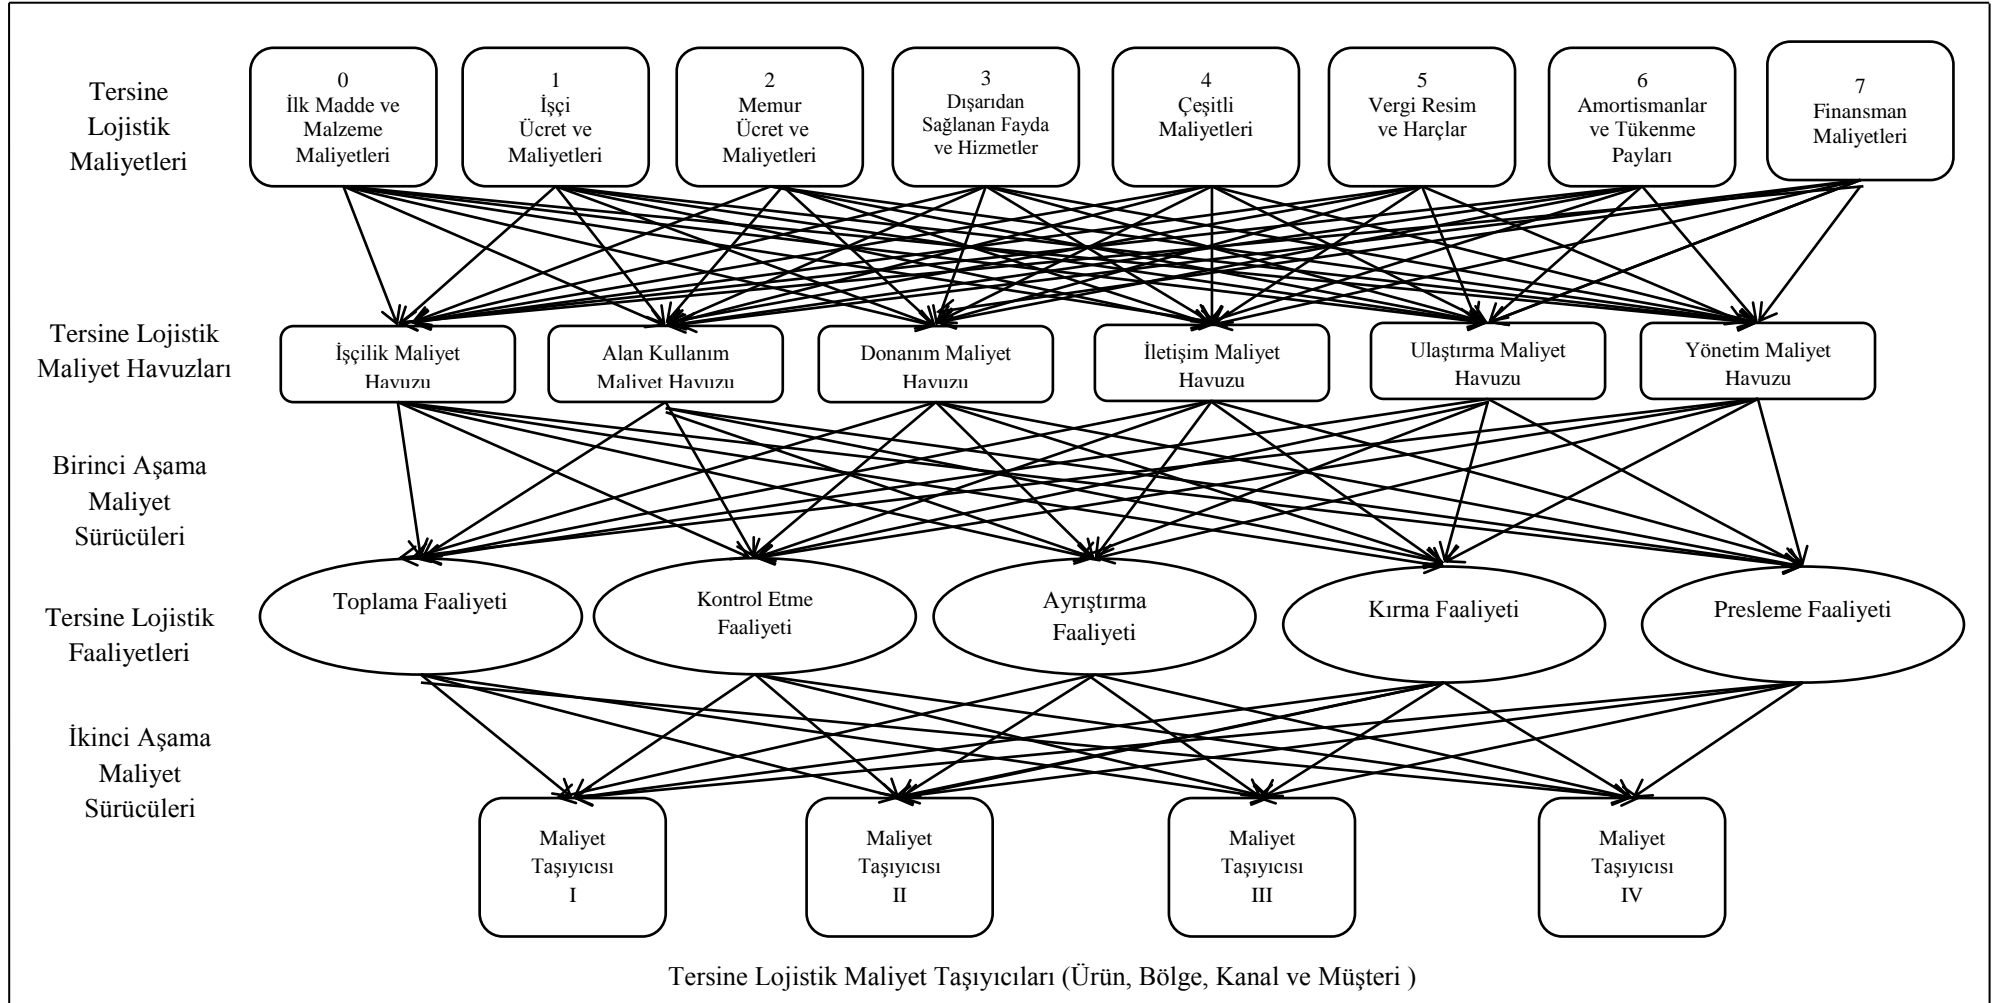 Tersine
Lojistik
Maliyetleri
0
İlk Madde ve
Malzeme
Maliyetleri
1
İşçi
Ücret ve
Maliyetleri
2
Memur
Ücret ve
Maliyetleri
3
Dışarıdan
Sağlanan Fayda
ve Hizmetler
4
Çeşitli
Maliyetleri
5
Vergi Resim
ve Harçlar
6
Amortismanlar
ve Tükenme
Payları
7
Finansman
Maliyetleri
Tersine Lojistik
Maliyet Havuzları
İşçilik Maliyet
Havuzu
Alan Kullanım
Maliyet Havuzu
Donanım Maliyet
Havuzu
İletişim Maliyet
Havuzu
Ulaştırma Maliyet
Havuzu
Yönetim Maliyet
Havuzu
Birinci Aşama
Maliyet
Sürücüleri
Tersine Lojistik
Faaliyetleri
Toplama Faaliyeti
Kontrol Etme
Faaliyeti
Ayrıştırma
Faaliyeti
Kırma Faaliyeti
Presleme Faaliyeti
İkinci Aşama
Maliyet
Sürücüleri
Maliyet
Taşıyıcısı
I
Maliyet
Taşıyıcısı
II
Maliyet
Taşıyıcısı
III
Maliyet
Taşıyıcısı
IV
Tersine Lojistik Maliyet Taşıyıcıları (Ürün, Bölge, Kanal ve Müşteri )